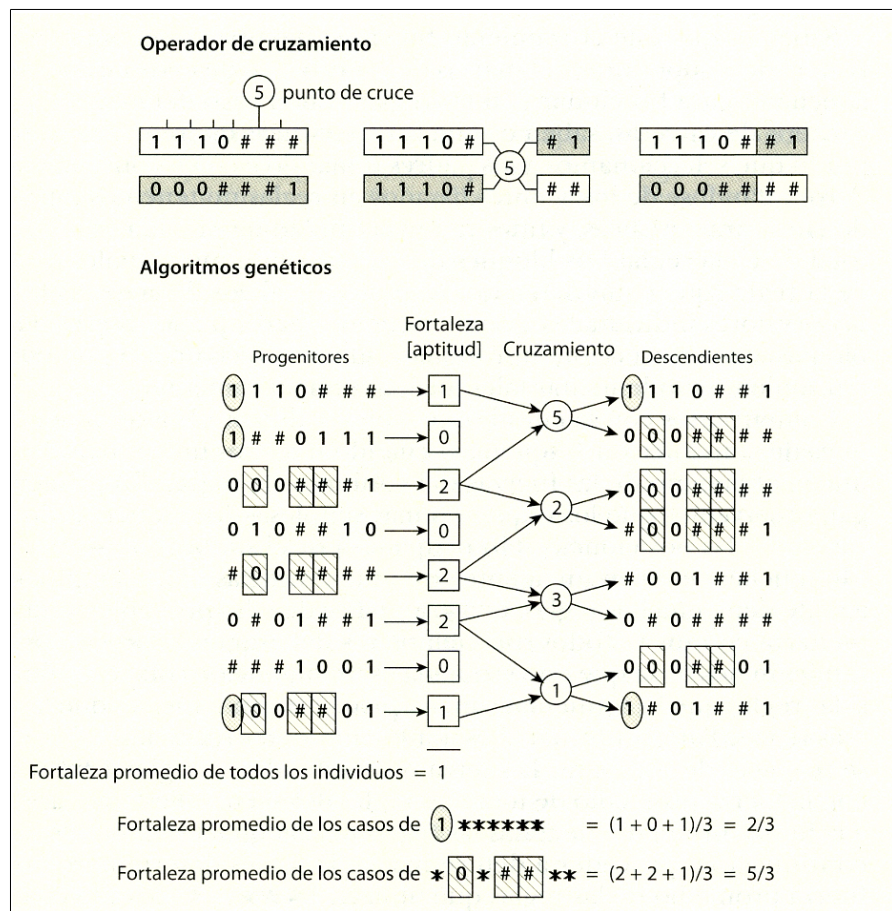 Operador de cruzamiento
5 punto de cruce
1 1 1 0 # # #
0 0 0 # # # 1
1 1 1 0 #
# 1
5
1 1 1 0 #
# #
1 1 1 0 # # 1
0 0 0 # # # #
Algoritmos genéticos
Progenitores
Fortaleza
[aptitud]
Cruzamiento
Descendientes
1 1 1 0 # # # 1 1 1 1 0 # # 1
5
1 # # 0 1 1 1 0 0 0 0 # # # #
0 0 0 # # # 1 2 0 0 0 # # # #
2
0 1 0 # # 1 0 0 # 0 0 # # # 1
# 0 0 # # # # 2 # 0 0 1 # # 1
3
0 # 0 1 # # 1 2 0 # 0 # # # #
# # # 1 0 0 1 0 0 0 0 # # 0 1
1
1 0 0 # # 0 1 1 1 # 0 1 # # 1
Fortaleza promedio de todos los individuos = 1
Fortaleza promedio de los casos de 1 ****** = (1 + 0 + 1)/3 = 2/3
Fortaleza promedio de los casos de * 0 * # # ** = (2 + 2 + 1)/3 = 5/3